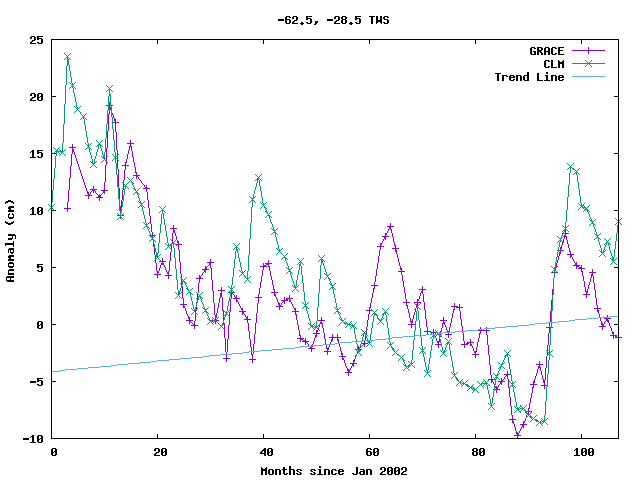 -62.5, -28.5 TWS
GRACE
CLM
Trend Line
25
20
15
10
5
0
-5
-10
Anomaly (cm)
0 20 40 60 80 100
Months since Jan 2002